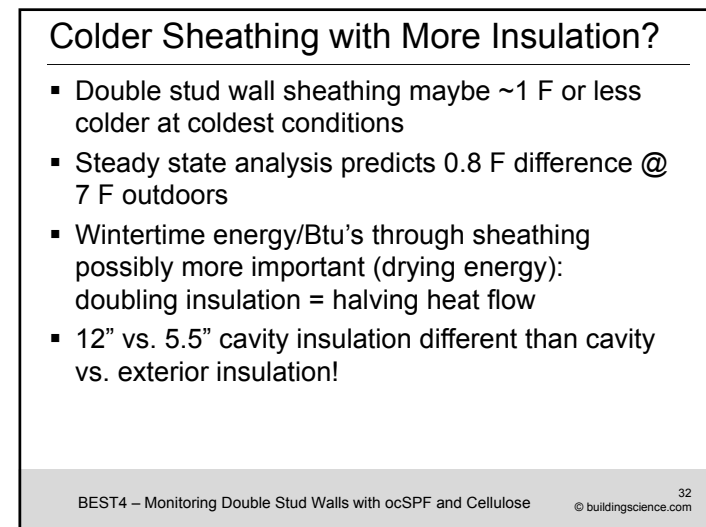 Colder Sheathing with More Insulation?
▪ Double stud wall sheathing maybe ~1 F or less
colder at coldest conditions
▪ Steady state analysis predicts 0.8 F difference @
7 F outdoors
▪ Wintertime energy/Btu’s through sheathing
possibly more important (drying energy):
doubling insulation = halving heat flow
▪ 12” vs. 5.5” cavity insulation different than cavity
vs. exterior insulation!
BEST4 – Monitoring Double Stud Walls with ocSPF and Cellulose
32
© buildingscience.com